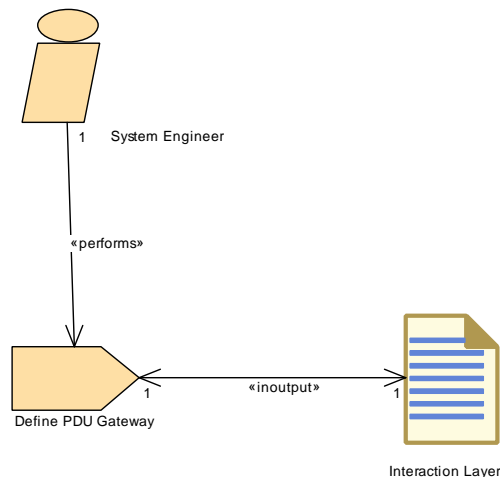 1
System Engineer
«performs»
1
«inoutput»
1
Define PDU Gateway
Interaction Layer